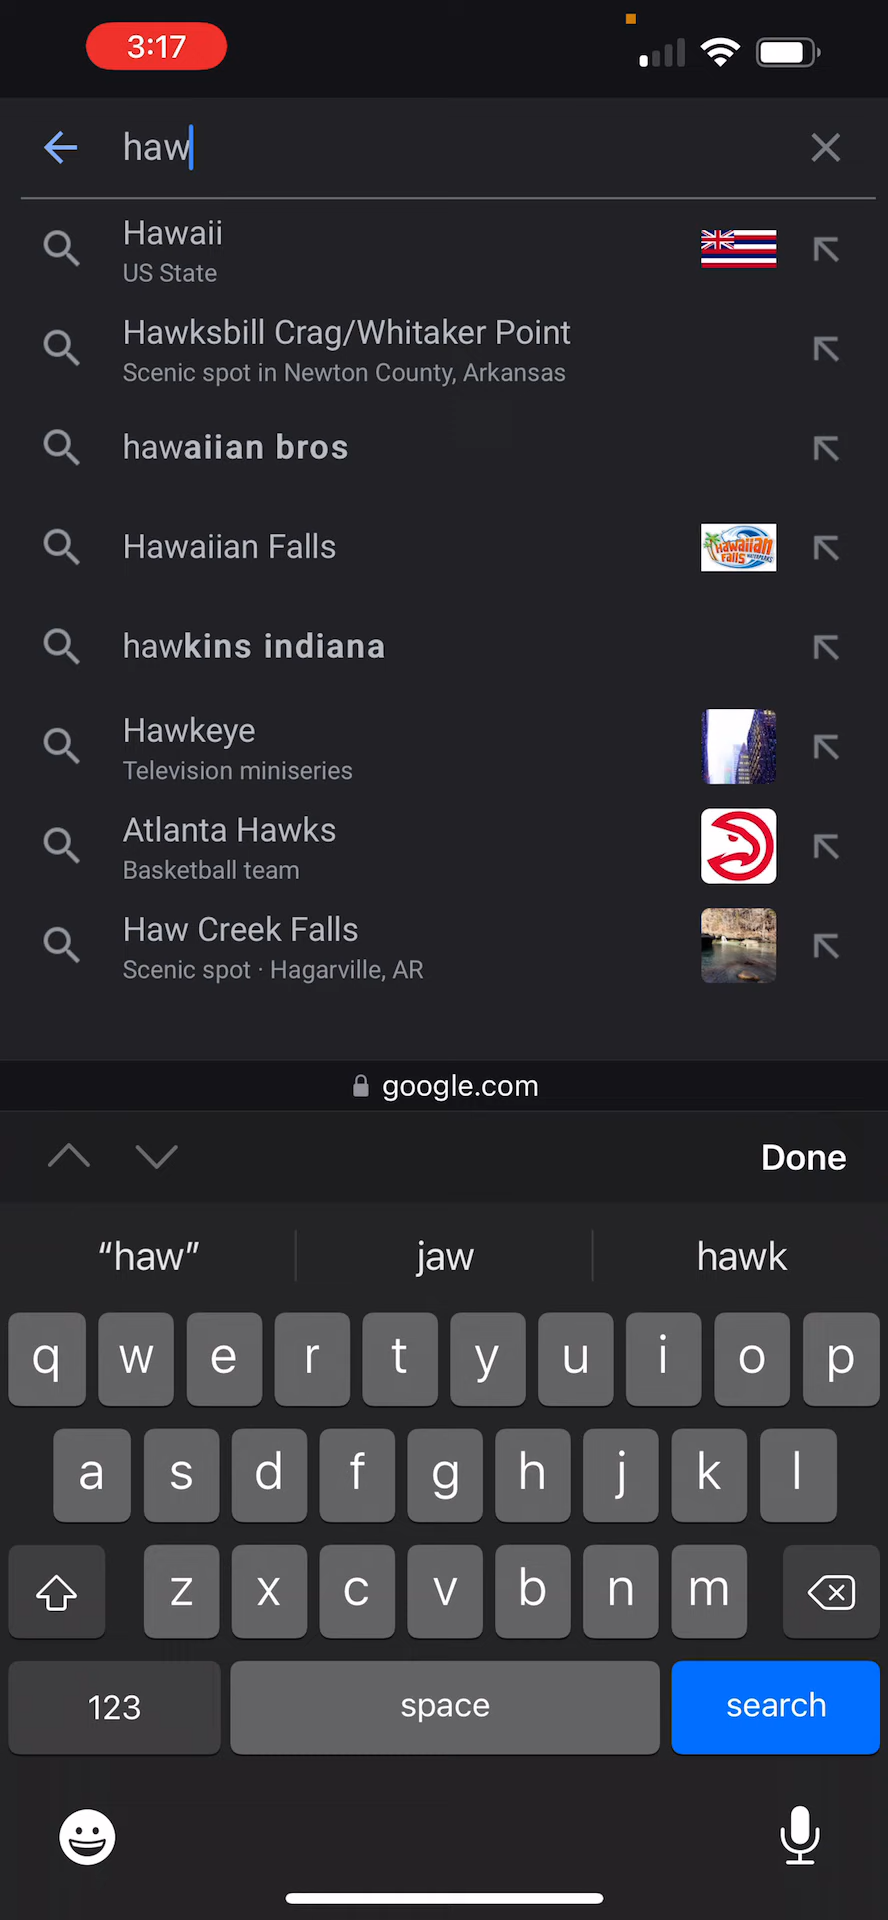 3:17
haw
Hawaii
US State
Hawksbill Crag/Whitaker Point
Scenic spot in Newton County, Arkansas
hawaiian bros
Hawaiian Falls
Hawaiian
Falls
hawkins indiana
Hawkeye
Television miniseries
Atlanta Hawks
Basketball team
Haw Creek Falls
Scenic spot · Hagarville, AR
google.com
Done
“haw” jaw hawk
q w e r t y u i o p
a s d f g h j k l
z x c v b n m
123 space search